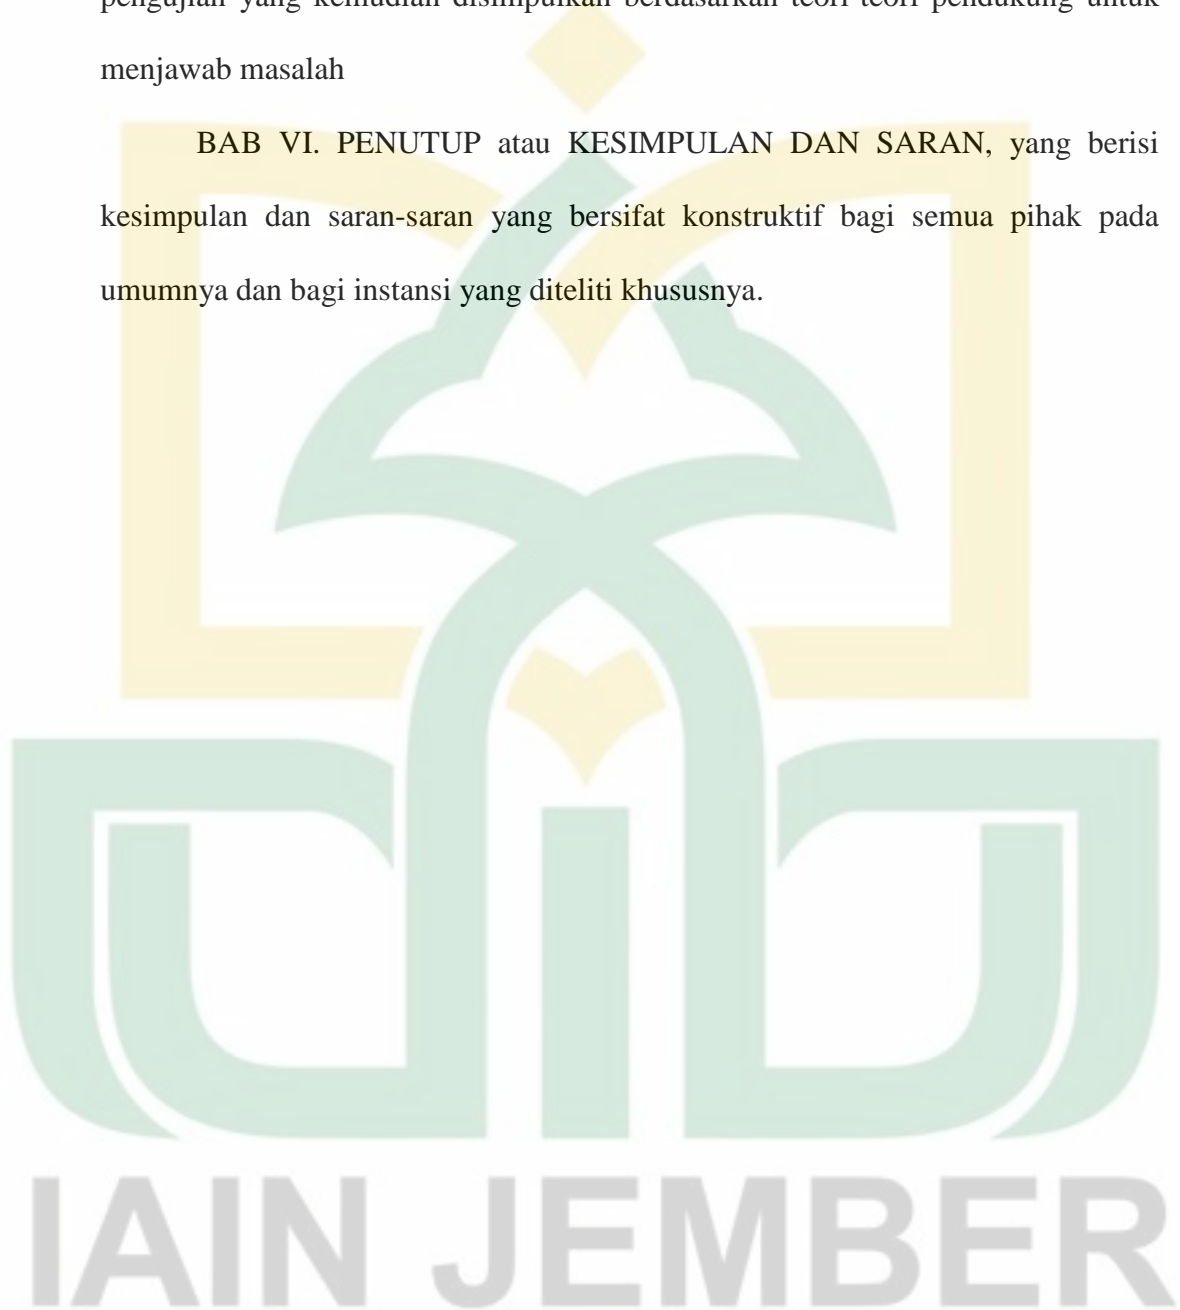 pengujian yang kemudian disimpulkan berdasarkan teori-teori pendukung untuk
menjawab masalah
BAB VI. PENUTUP atau KESIMPULAN DAN SARAN, yang berisi
kesimpulan dan saran-saran yang bersifat konstruktif bagi semua pihak pada
umumnya dan bagi instansi yang diteliti khususnya.
IAIN JEMBER